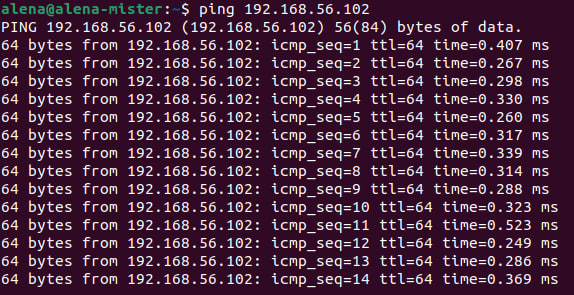 alena@alena-mister:~$ ping 192.168.56.102
PING 192.168.56.102 (192.168.56.102) 56(84) bytes of data.
64 bytes from 192.168.56.102: icmp_seq=1 ttl=64 time=0.407 ms
64 bytes from 192.168.56.102: icmp_seq=2 ttl=64 time=0.267 ms
64 bytes from 192.168.56.102: icmp_seq=3 ttl=64 time=0.298 ms
64 bytes from 192.168.56.102: icmp_seq=4 ttl=64 time=0.330 ms
64 bytes from 192.168.56.102: icmp_seq=5 ttl=64 time=0.260 ms
64 bytes from 192.168.56.102: icmp_seq=6 ttl=64 time=0.317 ms
64 bytes from 192.168.56.102: icmp_seq=7 ttl=64 time=0.339 ms
64 bytes from 192.168.56.102: icmp_seq=8 ttl=64 time=0.314 ms
64 bytes from 192.168.56.102: icmp_seq=9 ttl=64 time=0.288 ms
64 bytes from 192.168.56.102: icmp_seq=10 ttl=64 time=0.323 ms
64 bytes from 192.168.56.102: icmp_seq=11 ttl=64 time=0.523 ms
64 bytes from 192.168.56.102: icmp_seq=12 ttl=64 time=0.249 ms
64 bytes from 192.168.56.102: icmp_seq=13 ttl=64 time=0.286 ms
64 bytes from 192.168.56.102: icmp_seq=14 ttl=64 time=0.369 ms